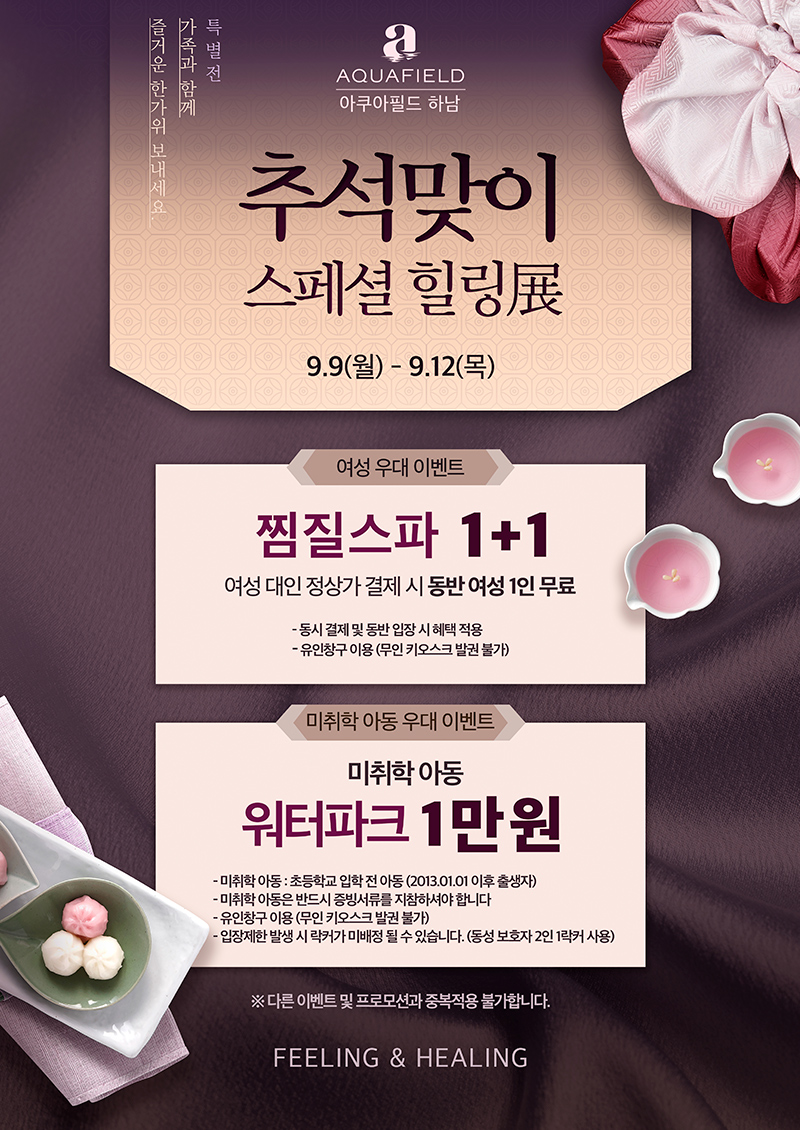 특별전
가족과 함께
즐거운 한가위 보내세요.
a
AQUAFIELD
아쿠아필드 하남
추석맞이
스페셜 힐링展
9.9(월) - 9.12(목)
여성 우대 이벤트
찜질스파 1+1
여성 대인 정상가 결제 시 동반 여성 1인 무료
- 동시 결제 및 동반 입장 시 혜택 적용
- 유인창구 이용 (무인 키오스크 발권 불가)
미취학 아동 우대 이벤트
미취학 아동
워터파크 1만원
- 미취학 아동 : 초등학교 입학 전 아동 (2013.01.01 이후 출생자)
- 미취학 아동은 반드시 증빙서류를 지참하셔야 합니다
- 유인창구 이용 (무인 키오스크 발권 불가)
- 입장제한 발생 시 락커가 미배정 될 수 있습니다. (동성 보호자 2인 1락커 사용)
※ 다른 이벤트 및 프로모션과 중복적용 불가합니다.
FEELING & HEALING